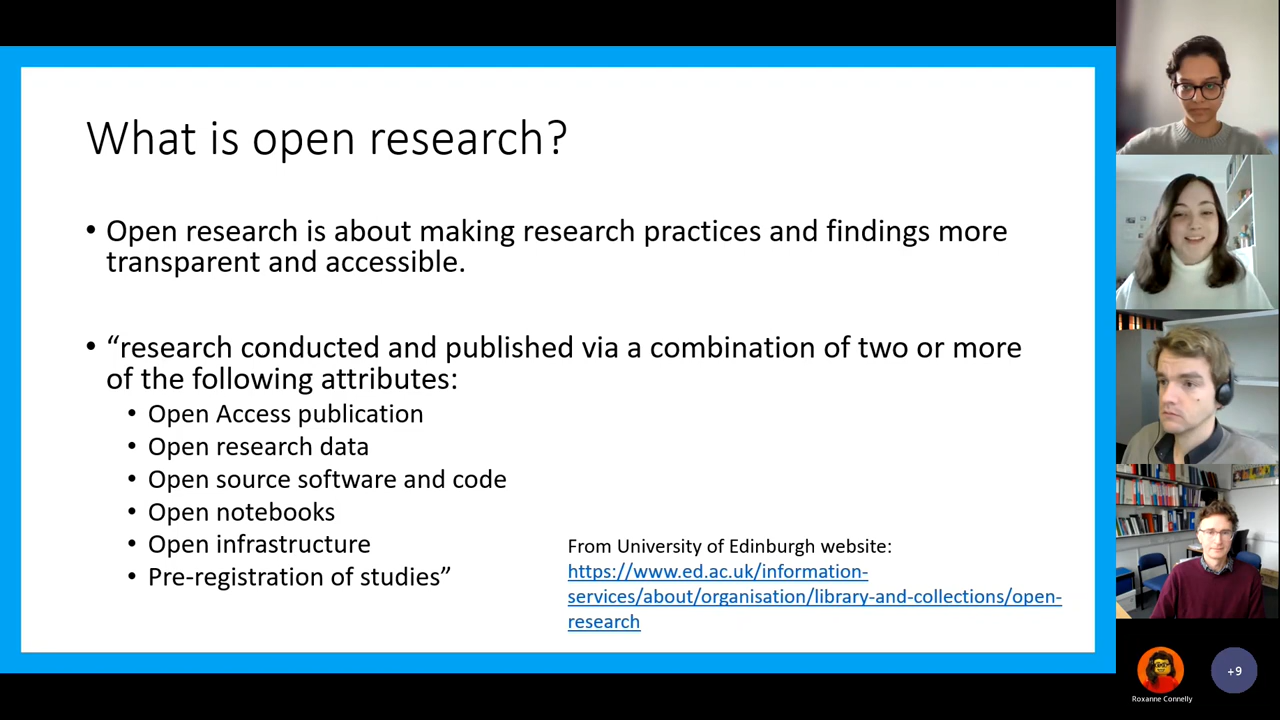 What is open research?
• Open research is about making research practices and findings more
transparent and accessible.
• “research conducted and published via a combination of two or more
of the following attributes:
• Open Access publication
• Open research data
• Open source software and code
• Open notebooks
• Open infrastructure
• Pre-registration of studies”
From University of Edinburgh website:
https://www.ed.ac.uk/information-
services/about/organisation/library-and-collections/open-
research
Roxanne Connelly
+9